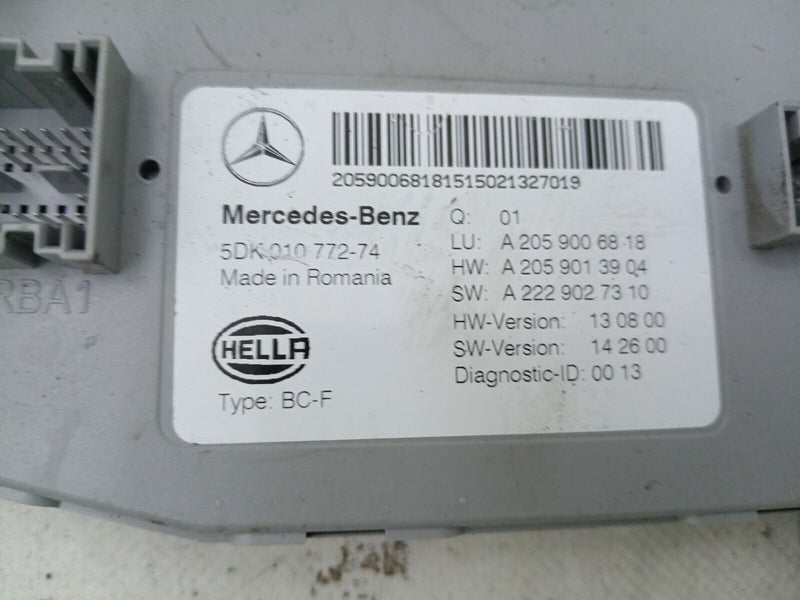 20590068181515021327019
Mercedes-Benz
5DK 010 772-74
Made in Romania
HELLA
Type: BC-F
Q: 01
LU: A 205 900 68 18
HW: A 205 901 39 04
SW: A 222 902 73 10
HW-Version: 13 08 00
SW-Version: 14 26 00
Diagnostic-ID: 00 13
RBA1